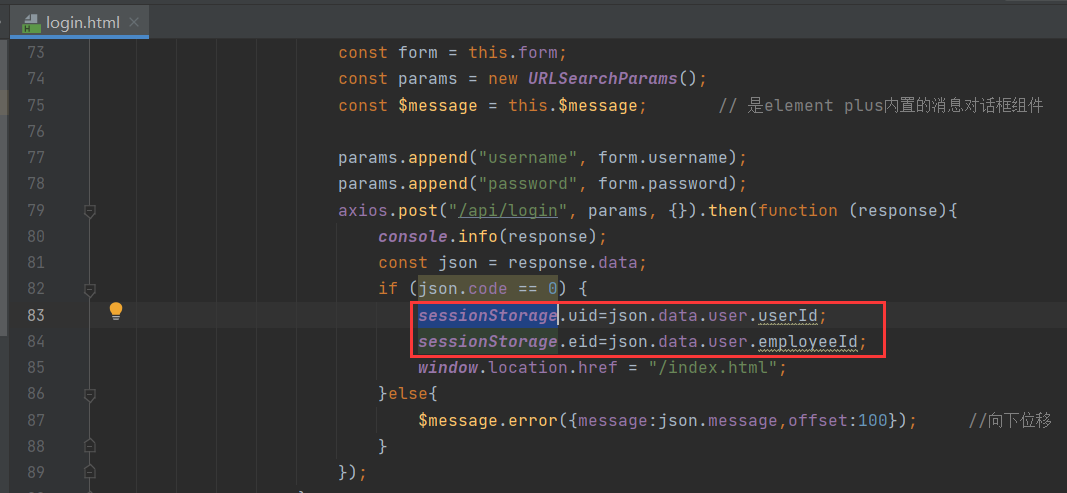 login.html
73 const form = this.form;
74 const params = new URLSearchParams();
75 const $message = this.$message; // 是element plus内置的消息对话框组件
76
77 params.append("username", form.username);
78 params.append("password", form.password);
79 axios.post("/api/login", params, {}).then(function (response){
80 console.info(response);
81 const json = response.data;
82 if (json.code == 0) {
83 sessionStorage.uid=json.data.user.userId;
84 sessionStorage.eid=json.data.user.employeeId;
85 window.location.href = "/index.html";
86 }else{
87 $message.error({message:json.message,offset:100}); //向下位移
88 }
89 });